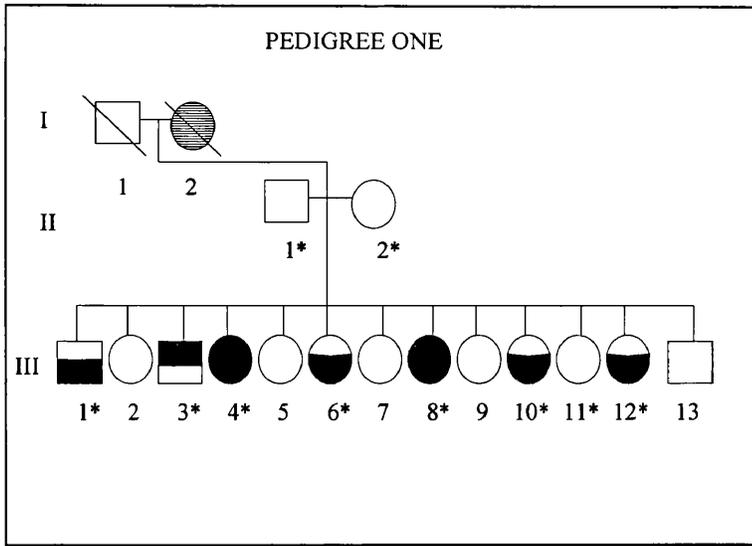 PEDIGREE ONE
I
1 2
II
1* 2*
III
1* 2 3* 4* 5 6* 7 8* 9 10* 11* 12* 13